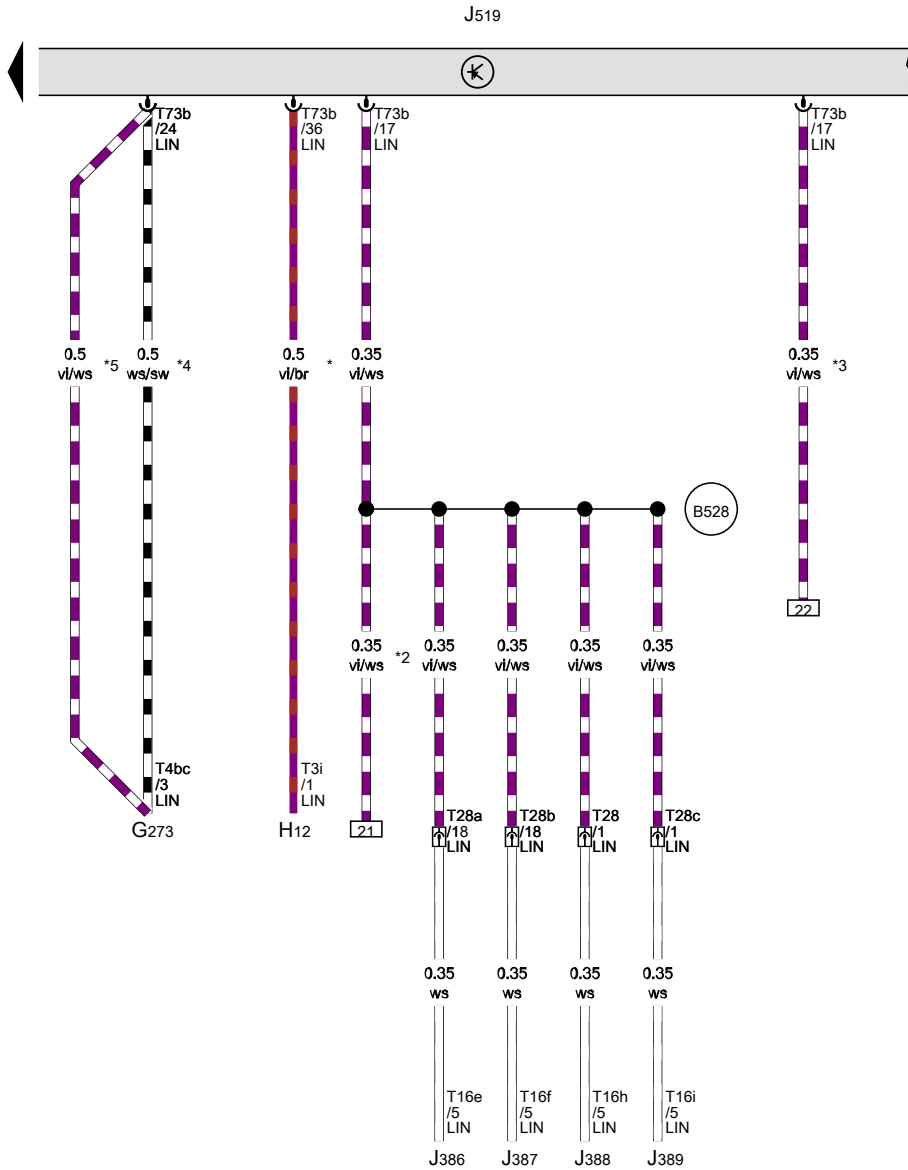 J519
T73b
/24
LIN
T73b
/36
LIN
T73b
/17
LIN
T73b
/17
LIN
0.5
vi/ws *5
0.5
ws/sw *4
0.5
vi/br *
0.35
vi/ws
0.35
vi/ws *3
B528
22
0.35
vi/ws *2
0.35
vi/ws
0.35
vi/ws
0.35
vi/ws
0.35
vi/ws
T4bc
/3
LIN
T3i
/1
LIN
G273
H12
21
T28a
/18
LIN
T28b
/18
LIN
T28
/1
LIN
T28c
/1
LIN
0.35
ws
0.35
ws
0.35
ws
0.35
ws
T16e
/5
LIN
T16f
/5
LIN
T16h
/5
LIN
T16i
/5
LIN
J386
J387
J388
J389